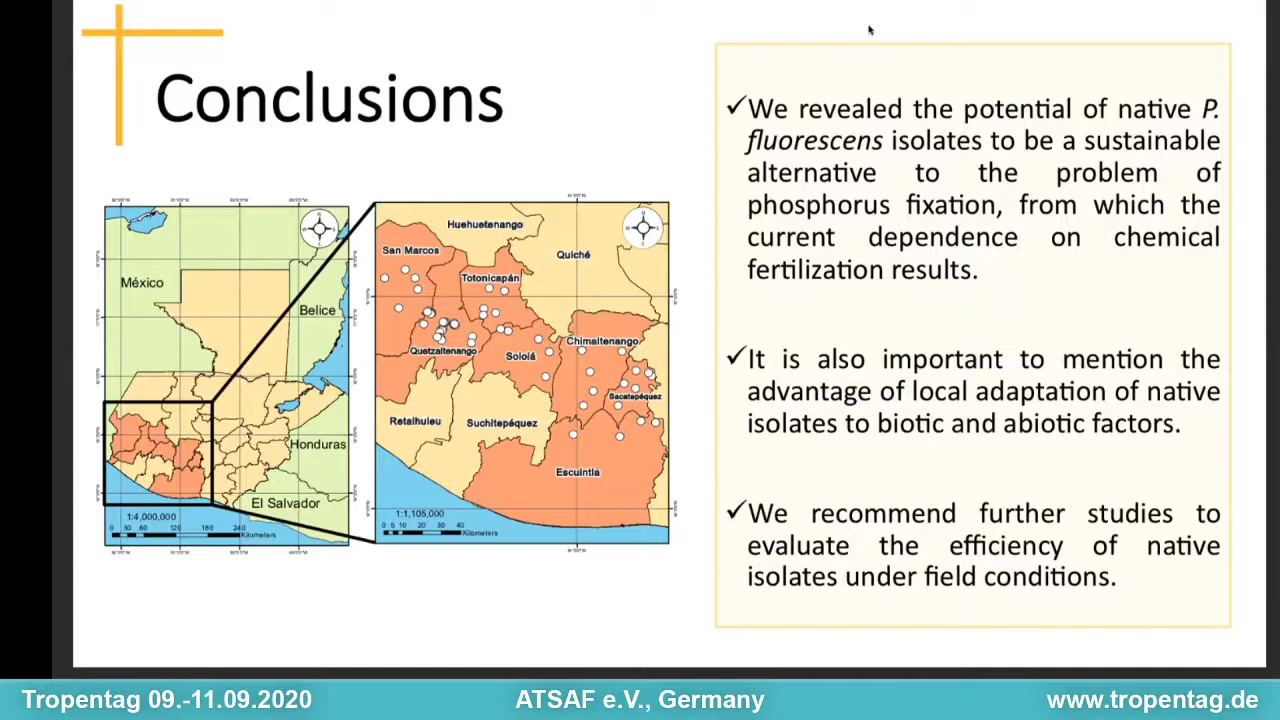 Conclusions
México
Belice
Honduras
El Salvador
1:4,000,000
0 30 60 120 180 240
Kilometers
Huehuetenango
San Marcos
Quiché
Totonicapán
Chimaltenango
Quetzaltenango
Sololá
Sacatepéquez
Retalhuleu
Suchitepéquez
Escuintla
1:1,105,000
0 5 10 20 30 40
Kilometers
✓We revealed the potential of native P.
fluorescens isolates to be a sustainable
alternative to the problem of
phosphorus fixation, from which the
current dependence on chemical
fertilization results.
✓It is also important to mention the
advantage of local adaptation of native
isolates to biotic and abiotic factors.
✓We recommend further studies to
evaluate the efficiency of native
isolates under field conditions.
Tropentag 09.-11.09.2020
ATSAF e.V., Germany
www.tropentag.de